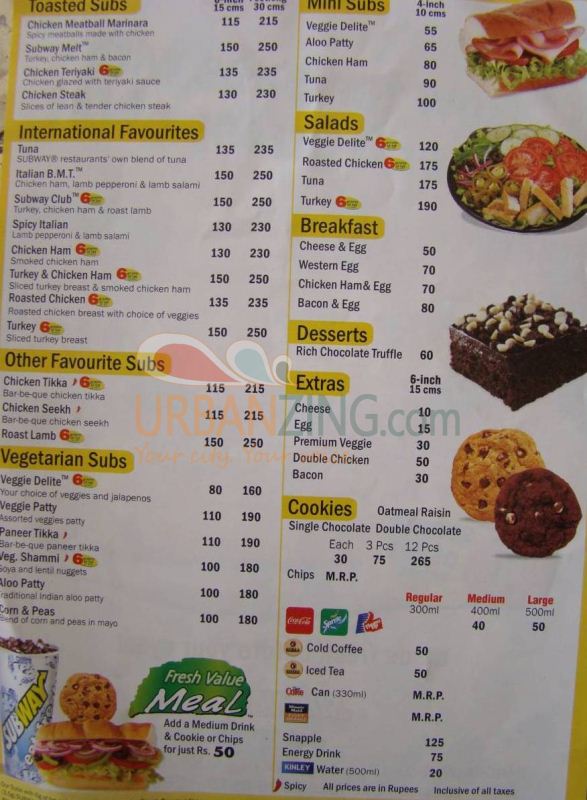 Toasted Subs
15 cms 30 cms
Chicken Meatball Marinara 115 215
Spicy meatballs made with chicken
Subway Melt™ 150 250
Turkey, chicken ham & bacon
Chicken Teriyaki 6 135 235
Chicken glazed with teriyaki sauce
Chicken Steak 130 230
Slices of lean & tender chicken steak
International Favourites
Tuna 135 235
SUBWAY® restaurants' own blend of tuna
Italian B.M.T.™ 150 250
Chicken ham, lamb pepperoni & lamb salami
Subway Club™ 6 150 250
Turkey, chicken ham & roast lamb
Spicy Italian 130 230
Lamb pepperoni & lamb salami
Chicken Ham 6 130 230
Smoked chicken ham
Turkey & Chicken Ham 6 150 250
Sliced turkey breast & smoked chicken ham
Roasted Chicken 6 135 235
Roasted chicken breast with choice of veggies
Turkey 6 150 250
Sliced turkey breast
Other Favourite Subs
Chicken Tikka 6 115 215
Bar-be-que chicken tikka
Chicken Seekh 115 215
Bar-be-que chicken seekh
Roast Lamb 6 150 250
Vegetarian Subs
Veggie Delite™ 6 80 160
Your choice of veggies and jalapenos
Veggie Patty 110 190
Assorted veggies patty
Paneer Tikka 110 190
Bar-be-que paneer tikka
Veg. Shammi 6 100 180
Soya and lentil nuggets
Aloo Patty 100 180
Traditional Indian aloo patty
Corn & Peas 100 180
Blend of corn and peas in mayo
SUBWAY
Fresh Value
Meal™
Add a Medium Drink
& Cookie or Chips
for just Rs. 50
Mini Subs 4-inch
10 cms
Veggie Delite™ 55
Aloo Patty 65
Chicken Ham 80
Tuna 90
Turkey 100
Salads
Veggie Delite™ 6 120
Roasted Chicken 6 175
Tuna 175
Turkey 6 190
Breakfast
Cheese & Egg 50
Western Egg 70
Chicken Ham & Egg 70
Bacon & Egg 80
Desserts
Rich Chocolate Truffle 60
Extras 6-inch
15 cms
Cheese 10
Egg 15
Premium Veggie 30
Double Chicken 50
Bacon 30
Cookies Oatmeal Raisin
Single Chocolate Double Chocolate
Each 3 Pcs 12 Pcs
30 75 265
Chips M.R.P.
Regular Medium Large
300ml 400ml 500ml
Coca-Cola Sprite 40 50
Cold Coffee 50
Iced Tea 50
Coke Can (330ml) M.R.P.
Minute Maid M.R.P.
Snapple 125
Energy Drink 75
KINLEY Water (500ml) 20
Spicy All prices are in Rupees Inclusive of all taxes
URBANZING.com
Your city. Your